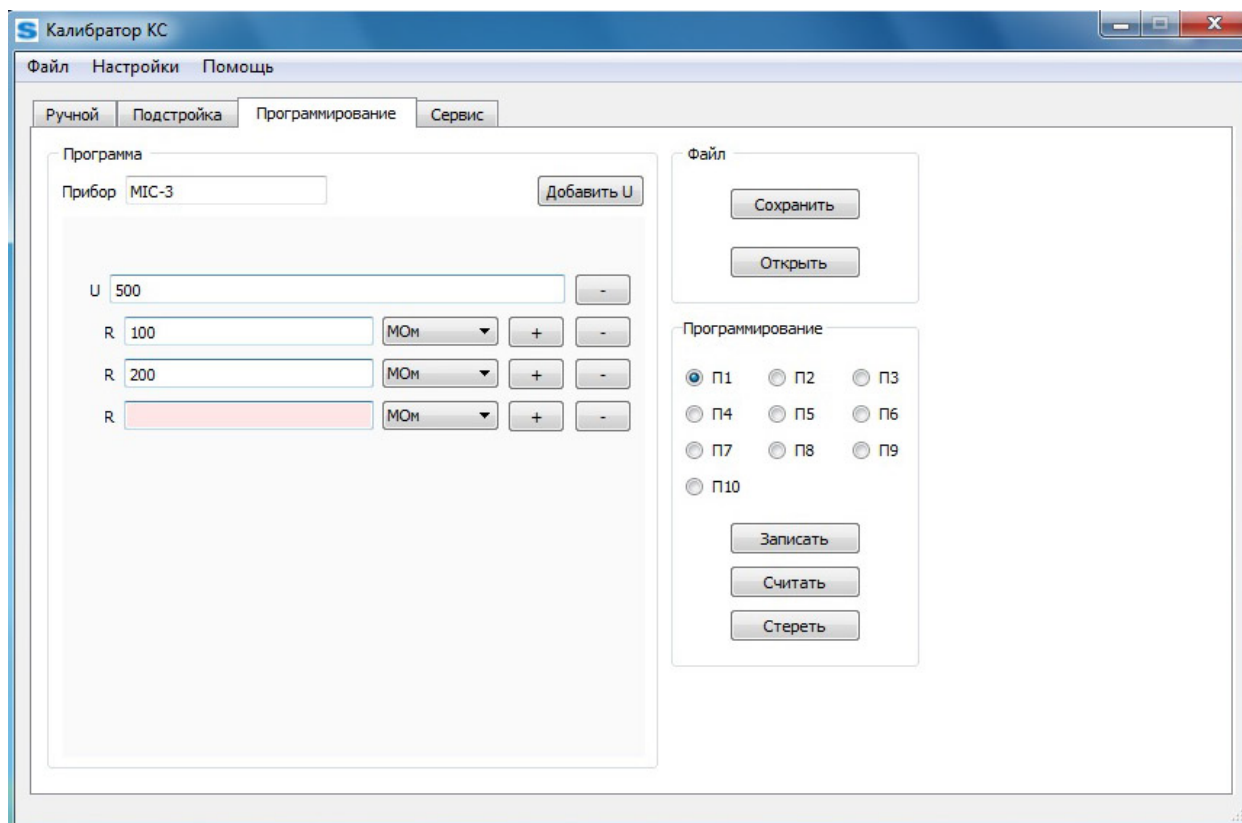 Калибратор КС
Файл Настройки Помощь
Ручной Подстройка Программирование Сервис
Программа
Прибор MIC-3 Добавить U
U 500 -
R 100 МОм + -
R 200 МОм + -
R МОм + -
Файл
Сохранить
Открыть
Программирование
П1 П2 П3
П4 П5 П6
П7 П8 П9
П10
Записать
Считать
Стереть